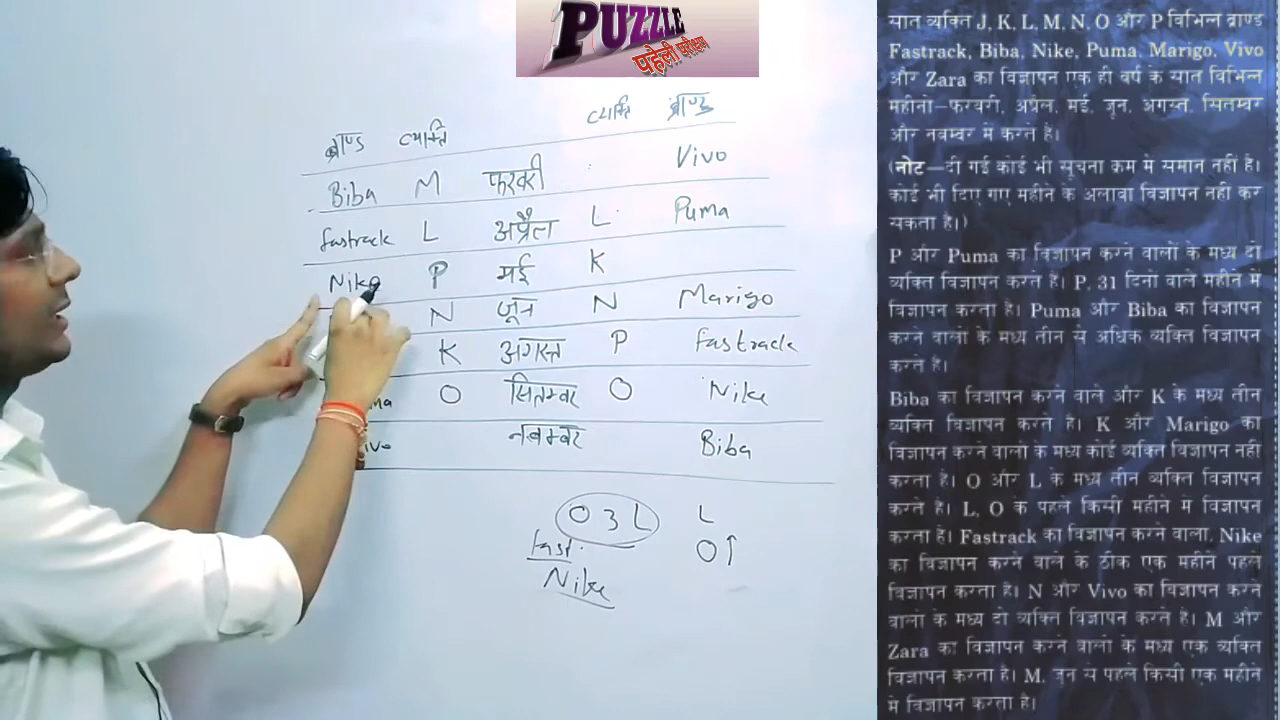 PUZZLE
पहेली परीक्षण
ब्राण्ड व्यक्ति व्यक्ति ब्राण्ड
Biba M फरवरी Vivo
fastrack L अप्रैल L Puma
Nike P मई K
N जून N Marigo
K अगस्त P fastrack
ma O सितम्बर O Nike
ivo नवम्बर Biba
O 3 L L
fast. O↑
Nike
सात व्यक्ति J, K, L, M, N, O और P विभिन्न ब्राण्ड
Fastrack, Biba, Nike, Puma, Marigo, Vivo
और Zara का विज्ञापन एक ही वर्ष के सात विभिन्न
महीनो–फरवरी, अप्रैल, मई, जून, अगस्त, सितम्बर
और नवम्बर में करते है।
(नोट–दी गई कोई भी सूचना क्रम मे समान नहीं है।
कोई भी दिए गए महीने के अलावा विज्ञापन नही कर
सकता है।)
P और Puma का विज्ञापन करने वालों के मध्य दो
व्यक्ति विज्ञापन करते है। P, 31 दिनों वाले महीने में
विज्ञापन करता है। Puma और Biba का विज्ञापन
करने वालों के मध्य तीन से अधिक व्यक्ति विज्ञापन
करते है।
Biba का विज्ञापन करने वाले और K के मध्य तीन
व्यक्ति विज्ञापन करते है। K और Marigo का
विज्ञापन करने वालो के मध्य कोई व्यक्ति विज्ञापन नही
करता है। O और L के मध्य तीन व्यक्ति विज्ञापन
करते है। L, O के पहले किसी महीने मे विज्ञापन
करता है। Fastrack का विज्ञापन करने वाला, Nike
का विज्ञापन करने वाले के ठीक एक महीने पहले
विज्ञापन करता है। N और Vivo का विज्ञापन करने
वालों के मध्य दो व्यक्ति विज्ञापन करते है। M और
Zara का विज्ञापन करने वालो के मध्य एक व्यक्ति
विज्ञापन करता है। M, जून से पहले किसी एक महीने
मे विज्ञापन करता है।